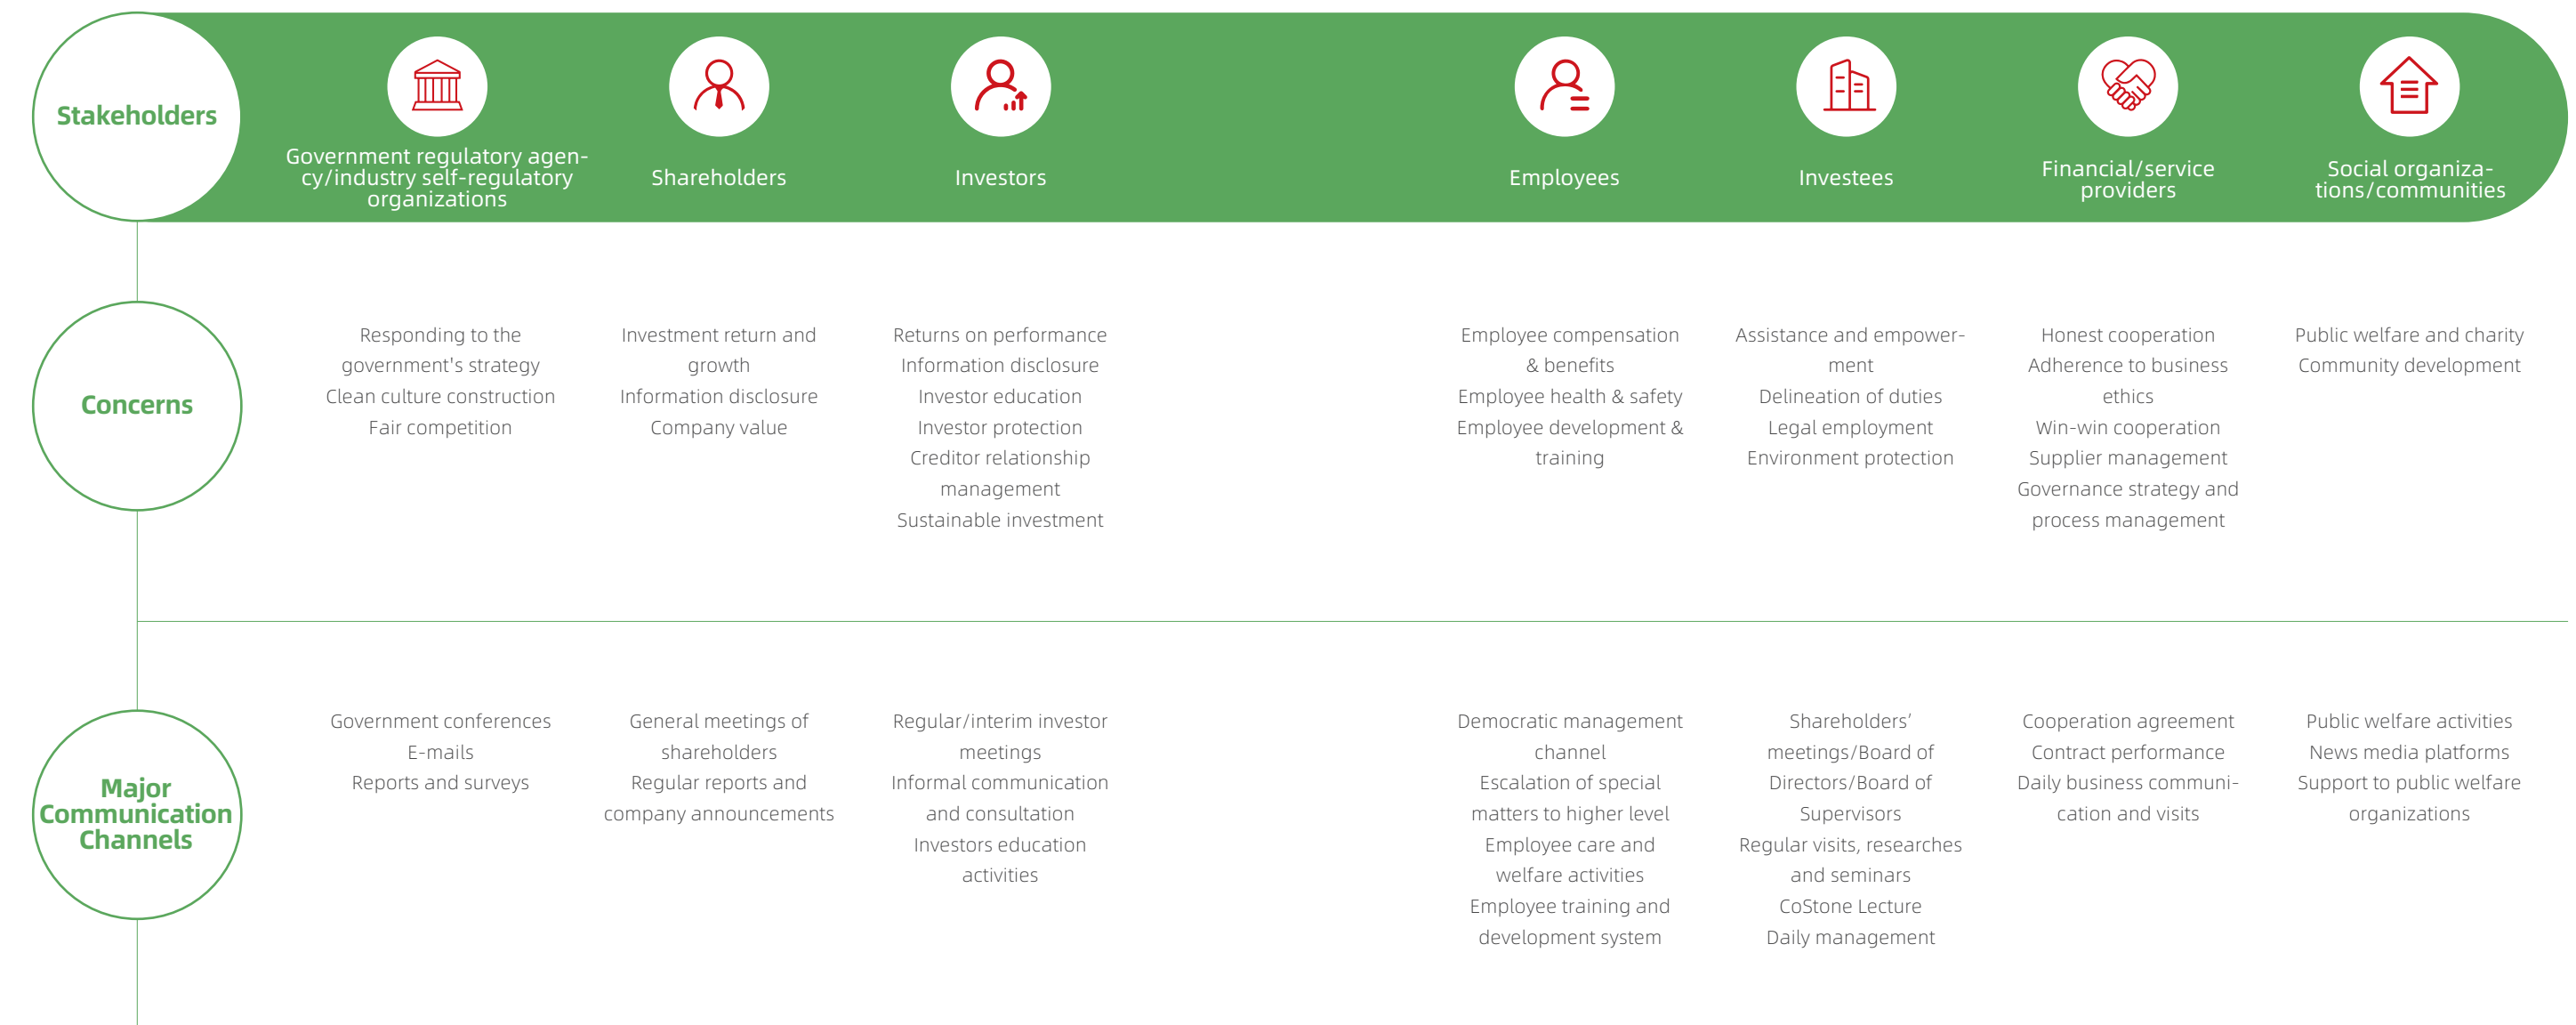 Stakeholders
Government regulatory agen-
cy/industry self-regulatory
organizations
Shareholders
Investors
Employees
Investees
Financial/service
providers
Social organiza-
tions/communities
Concerns
Responding to the
government's strategy
Clean culture construction
Fair competition
Investment return and
growth
Information disclosure
Company value
Returns on performance
Information disclosure
Investor education
Investor protection
Creditor relationship
management
Sustainable investment
Employee compensation
& benefits
Employee health & safety
Employee development &
training
Assistance and empower-
ment
Delineation of duties
Legal employment
Environment protection
Honest cooperation
Adherence to business
ethics
Win-win cooperation
Supplier management
Governance strategy and
process management
Public welfare and charity
Community development
Major
Communication
Channels
Government conferences
E-mails
Reports and surveys
General meetings of
shareholders
Regular reports and
company announcements
Regular/interim investor
meetings
Informal communication
and consultation
Investors education
activities
Democratic management
channel
Escalation of special
matters to higher level
Employee care and
welfare activities
Employee training and
development system
Shareholders’
meetings/Board of
Directors/Board of
Supervisors
Regular visits, researches
and seminars
CoStone Lecture
Daily management
Cooperation agreement
Contract performance
Daily business communi-
cation and visits
Public welfare activities
News media platforms
Support to public welfare
organizations